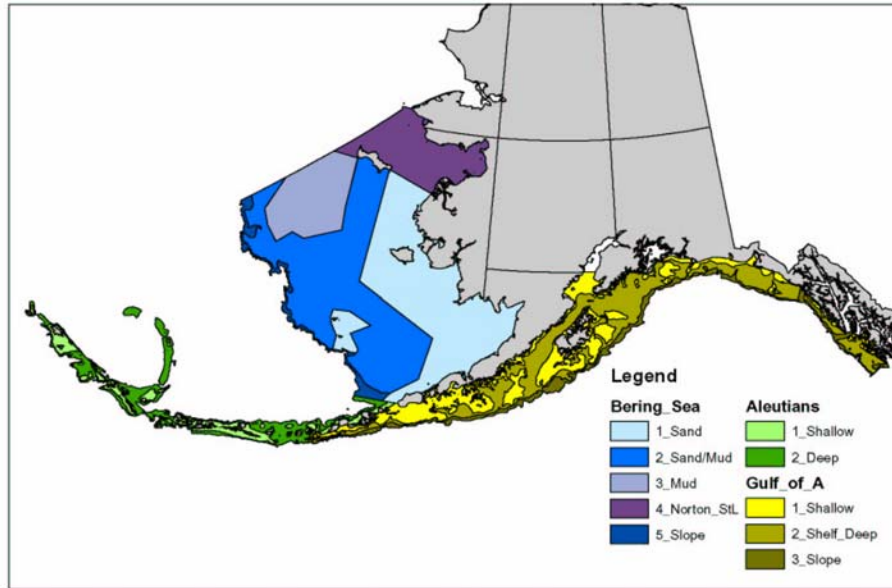 Legend
Bering_Sea
1_Sand
2_Sand/Mud
3_Mud
4_Norton_StL
5_Slope
Aleutians
1_Shallow
2_Deep
Gulf_of_A
1_Shallow
2_Shelf_Deep
3_Slope